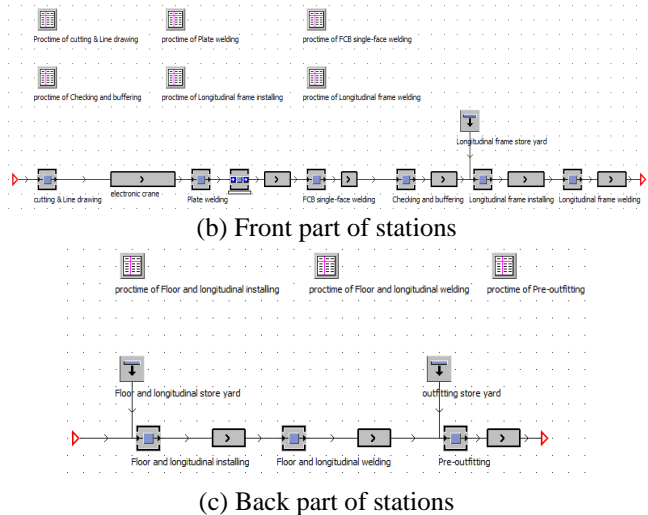 Proctime of cutting & Line drawing
proctime of Plate welding
proctime of FCB single-face welding
proctime of Checking and buffering
proctime of Longitudinal frame installing
proctime of Longitudinal frame welding
Longitudinal frame store yard
cutting & Line drawing
electronic crane
Plate welding
FCB single-face welding
Checking and buffering
Longitudinal frame installing
Longitudinal frame welding
(b) Front part of stations
proctime of Floor and longitudinal installing
proctime of Floor and longitudinal welding
proctime of Pre-outfitting
Floor and longitudinal store yard
outfitting store yard
Floor and longitudinal installing
Floor and longitudinal welding
Pre-outfitting
(c) Back part of stations